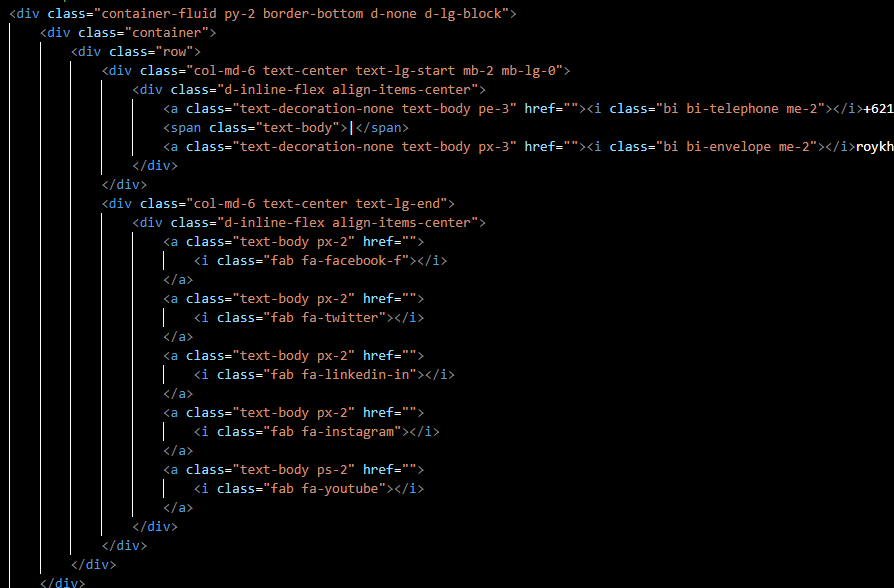 <div class="container-fluid py-2 border-bottom d-none d-lg-block">
<div class="container">
<div class="row">
<div class="col-md-6 text-center text-lg-start mb-2 mb-lg-0">
<div class="d-inline-flex align-items-center">
<a class="text-decoration-none text-body pe-3" href=""><i class="bi bi-telephone me-2"></i>+621
<span class="text-body">|</span>
<a class="text-decoration-none text-body px-3" href=""><i class="bi bi-envelope me-2"></i>roykh
</div>
</div>
<div class="col-md-6 text-center text-lg-end">
<div class="d-inline-flex align-items-center">
<a class="text-body px-2" href="">
<i class="fab fa-facebook-f"></i>
</a>
<a class="text-body px-2" href="">
<i class="fab fa-twitter"></i>
</a>
<a class="text-body px-2" href="">
<i class="fab fa-linkedin-in"></i>
</a>
<a class="text-body px-2" href="">
<i class="fab fa-instagram"></i>
</a>
<a class="text-body ps-2" href="">
<i class="fab fa-youtube"></i>
</a>
</div>
</div>
</div>
</div>